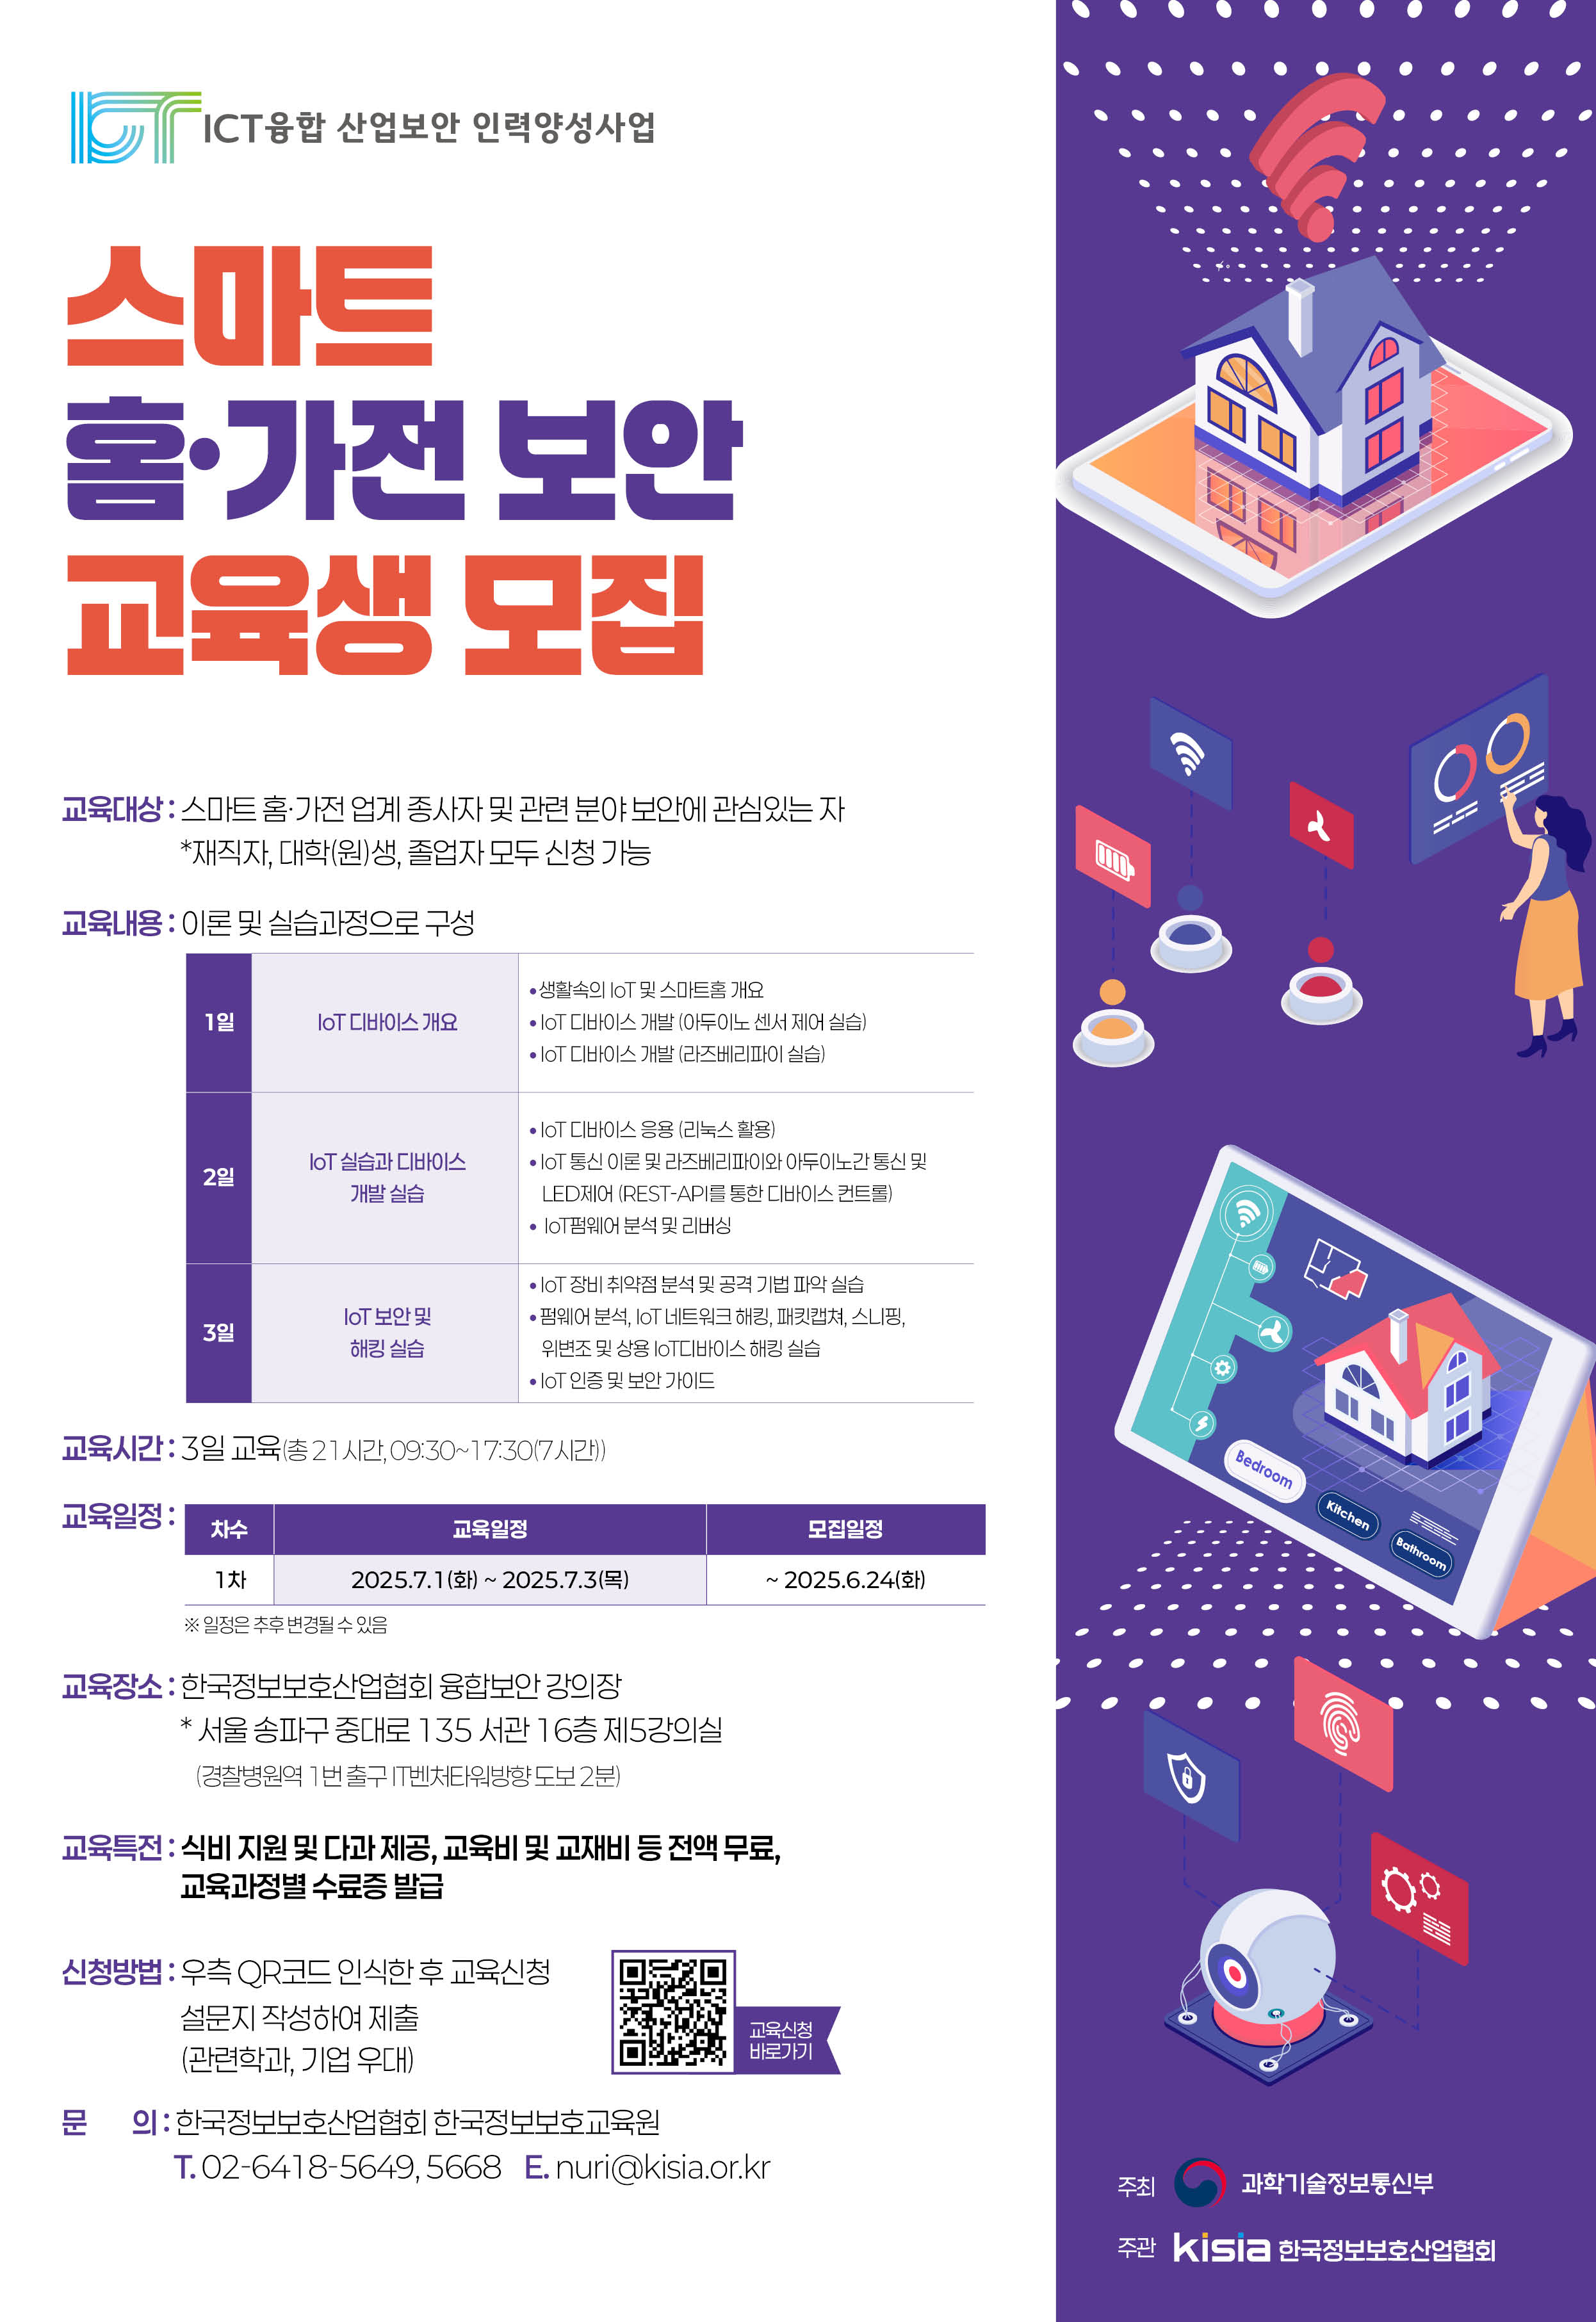 ICT융합 산업보안 인력양성사업
스마트
홈·가전 보안
교육생 모집
교육대상 : 스마트 홈·가전 업계 종사자 및 관련 분야 보안에 관심있는 자
*재직자, 대학(원)생, 졸업자 모두 신청 가능
교육내용 : 이론 및 실습과정으로 구성
1일
IoT 디바이스 개요
• 생활속의 IoT 및 스마트홈 개요
• IoT 디바이스 개발 (아두이노 센서 제어 실습)
• IoT 디바이스 개발 (라즈베리파이 실습)
2일
IoT 실습과 디바이스
개발 실습
• IoT 디바이스 응용 (리눅스 활용)
• IoT 통신 이론 및 라즈베리파이와 아두이노간 통신 및
LED제어 (REST-API를 통한 디바이스 컨트롤)
• IoT펌웨어 분석 및 리버싱
3일
IoT 보안 및
해킹 실습
• IoT 장비 취약점 분석 및 공격 기법 파악 실습
• 펌웨어 분석, IoT 네트워크 해킹, 패킷캡쳐, 스니핑,
위변조 및 상용 IoT디바이스 해킹 실습
• IoT 인증 및 보안 가이드
교육시간 : 3일 교육(총 21시간, 09:30~17:30(7시간))
교육일정 :
차수 교육일정 모집일정
1차 2025.7.1(화) ~ 2025.7.3(목) ~ 2025.6.24(화)
※ 일정은 추후 변경될 수 있음
교육장소 : 한국정보보호산업협회 융합보안 강의장
* 서울 송파구 중대로 135 서관 16층 제5강의실
(경찰병원역 1번 출구 IT벤처타워방향 도보 2분)
교육특전 : 식비 지원 및 다과 제공, 교육비 및 교재비 등 전액 무료,
교육과정별 수료증 발급
신청방법 : 우측 QR코드 인식한 후 교육신청
설문지 작성하여 제출
(관련학과, 기업 우대)
교육신청
바로가기
문 의 : 한국정보보호산업협회 한국정보보호교육원
T. 02-6418-5649, 5668 E. nuri@kisia.or.kr
Bedroom
Kitchen
Bathroom
주최 과학기술정보통신부
주관 kisia 한국정보보호산업협회